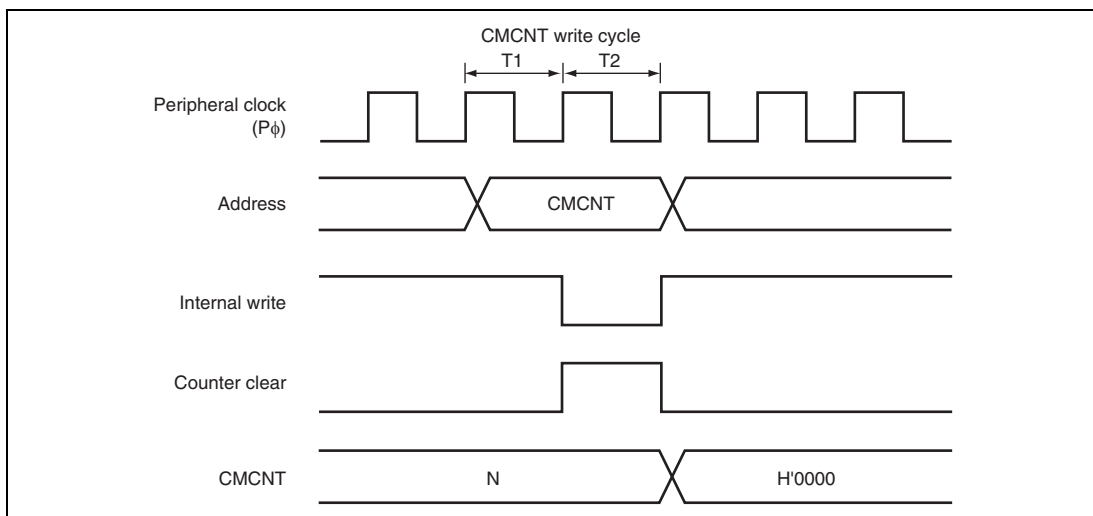 CMCNT write cycle
T1 T2
Peripheral clock
(Pϕ)
Address CMCNT
Internal write
Counter clear
CMCNT N H'0000